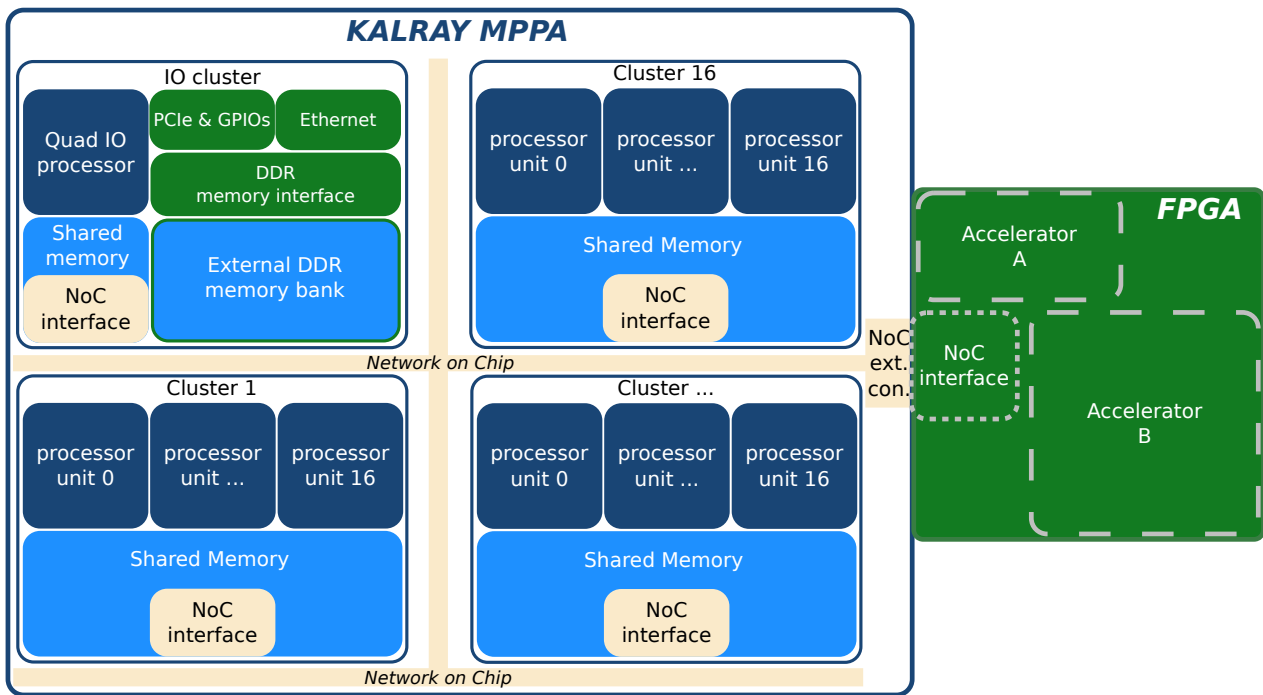 KALRAY MPPA
IO cluster
Quad IO
processor
PCIe & GPIOs
Ethernet
DDR
memory interface
Shared
memory
External DDR
memory bank
NoC
interface
Cluster 16
processor
unit 0
processor
unit ...
processor
unit 16
Shared Memory
NoC
interface
Network on Chip
NoC
ext.
con.
Cluster 1
processor
unit 0
processor
unit ...
processor
unit 16
Shared Memory
NoC
interface
Cluster ...
processor
unit 0
processor
unit ...
processor
unit 16
Shared Memory
NoC
interface
Network on Chip
FPGA
Accelerator
A
NoC
interface
Accelerator
B